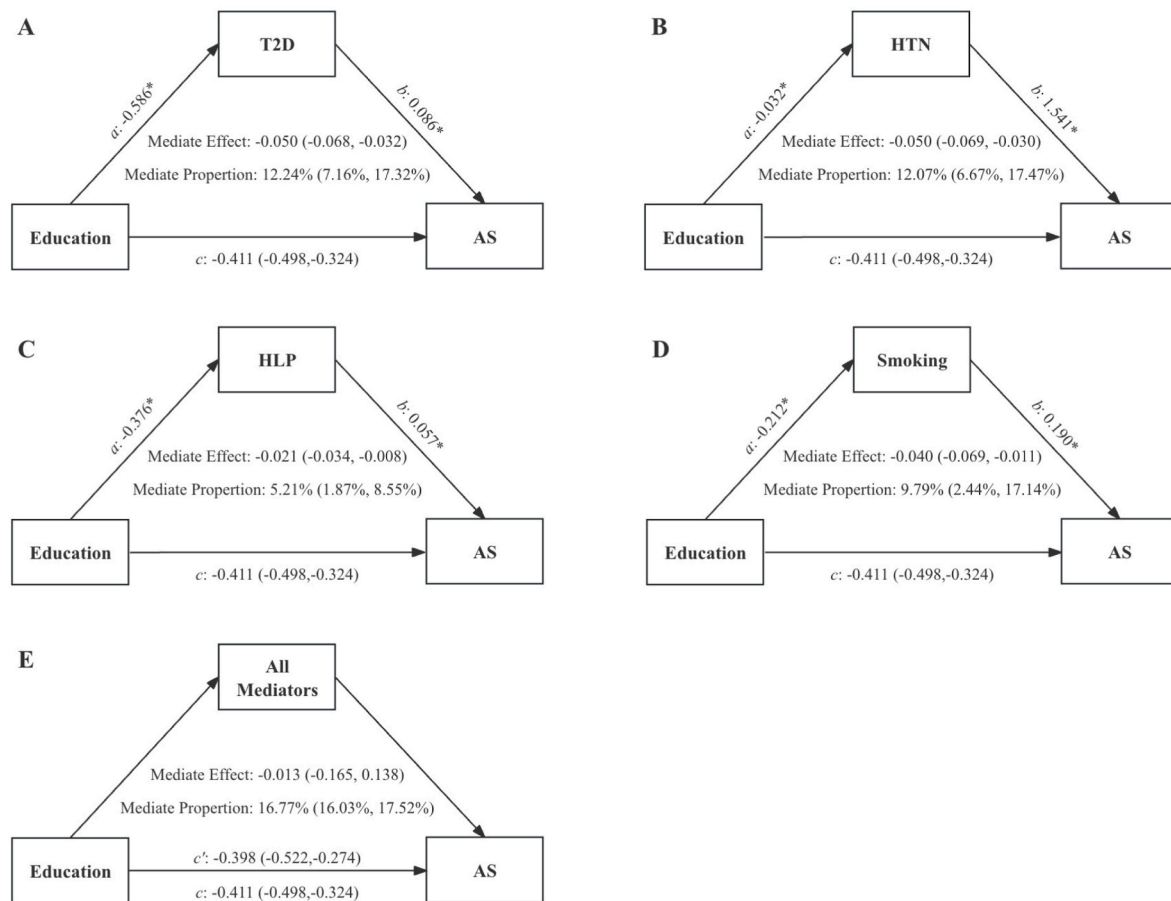 A
T2D
a: -0.586*
b: 0.086*
Mediate Effect: -0.050 (-0.068, -0.032)
Mediate Propertion: 12.24% (7.16%, 17.32%)
Education
AS
c: -0.411 (-0.498,-0.324)
B
HTN
a: -0.032*
b: 1.541*
Mediate Effect: -0.050 (-0.069, -0.030)
Mediate Propertion: 12.07% (6.67%, 17.47%)
Education
AS
c: -0.411 (-0.498,-0.324)
C
HLP
a: -0.376*
b: 0.057*
Mediate Effect: -0.021 (-0.034, -0.008)
Mediate Propertion: 5.21% (1.87%, 8.55%)
Education
AS
c: -0.411 (-0.498,-0.324)
D
Smoking
a: -0.212*
b: 0.190*
Mediate Effect: -0.040 (-0.069, -0.011)
Mediate Propertion: 9.79% (2.44%, 17.14%)
Education
AS
c: -0.411 (-0.498,-0.324)
E
All
Mediators
Mediate Effect: -0.013 (-0.165, 0.138)
Mediate Propertion: 16.77% (16.03%, 17.52%)
Education
c′: -0.398 (-0.522,-0.274)
AS
c: -0.411 (-0.498,-0.324)